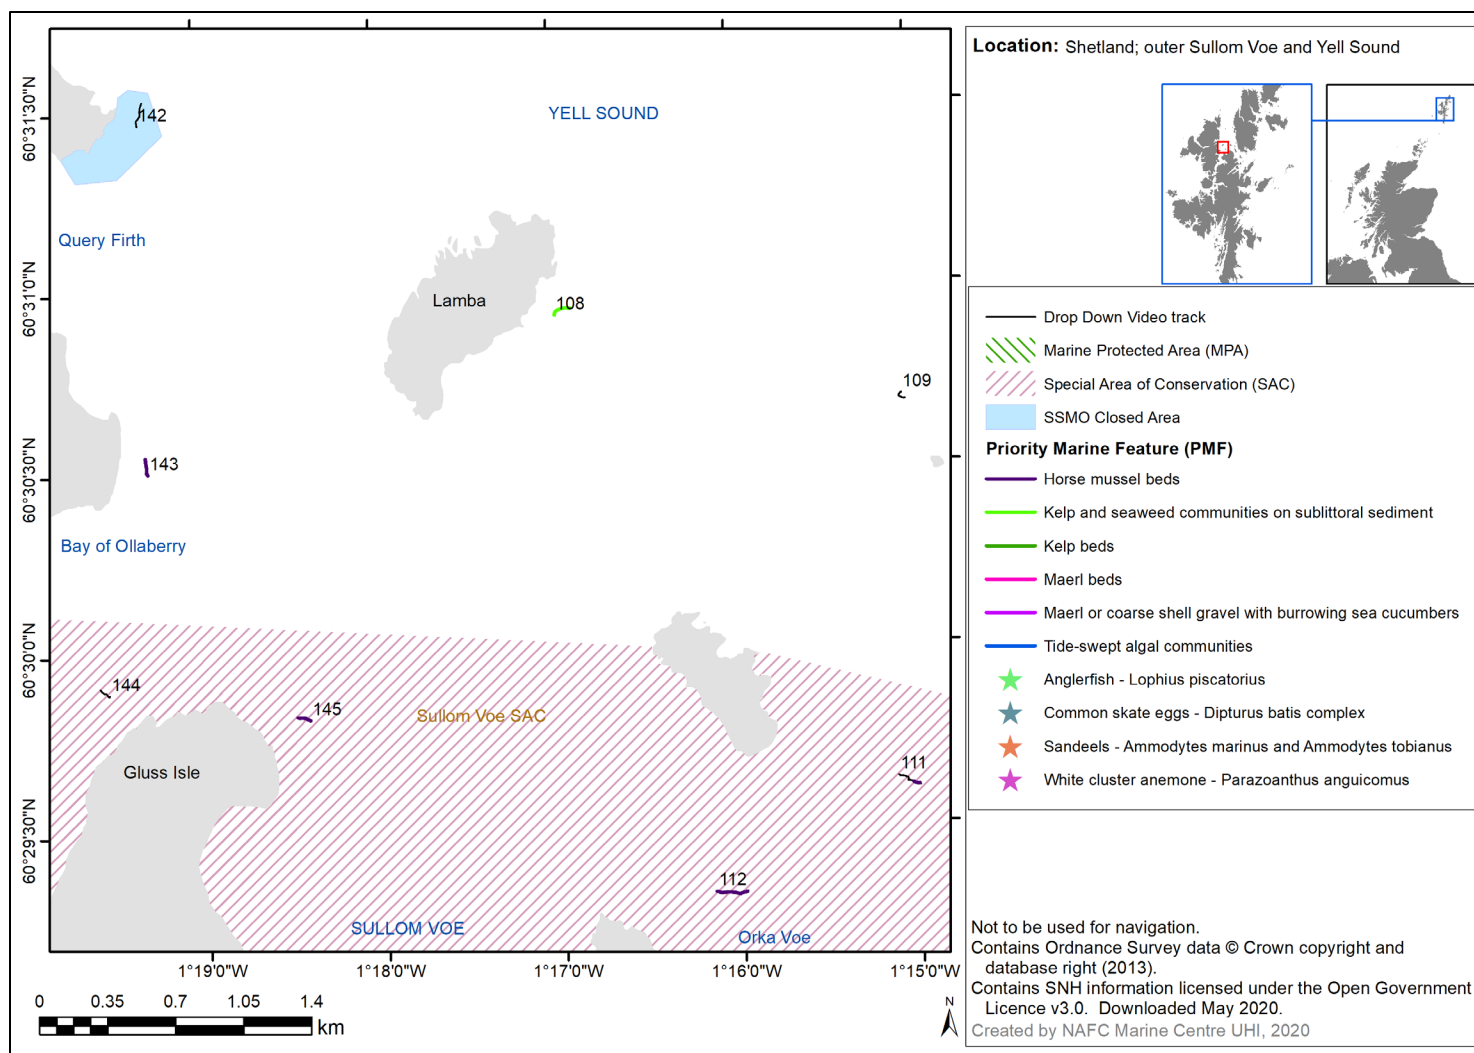 60°31'30"N
142
YELL SOUND
Query Firth
60°31'0"N
Lamba
108
109
60°30'30"N
143
Bay of Ollaberry
60°30'0"N
144
145
Sullom Voe SAC
Gluss Isle
111
60°29'30"N
112
SULLOM VOE
Orka Voe
1°19'0"W
1°18'0"W
1°17'0"W
1°16'0"W
1°15'0"W
0 0.35 0.7 1.05 1.4
km
N
Location: Shetland; outer Sullom Voe and Yell Sound
Drop Down Video track
Marine Protected Area (MPA)
Special Area of Conservation (SAC)
SSMO Closed Area
Priority Marine Feature (PMF)
Horse mussel beds
Kelp and seaweed communities on sublittoral sediment
Kelp beds
Maerl beds
Maerl or coarse shell gravel with burrowing sea cucumbers
Tide-swept algal communities
Anglerfish - Lophius piscatorius
Common skate eggs - Dipturus batis complex
Sandeels - Ammodytes marinus and Ammodytes tobianus
White cluster anemone - Parazoanthus anguicomus
Not to be used for navigation.
Contains Ordnance Survey data © Crown copyright and
database right (2013).
Contains SNH information licensed under the Open Government
Licence v3.0. Downloaded May 2020.
Created by NAFC Marine Centre UHI, 2020